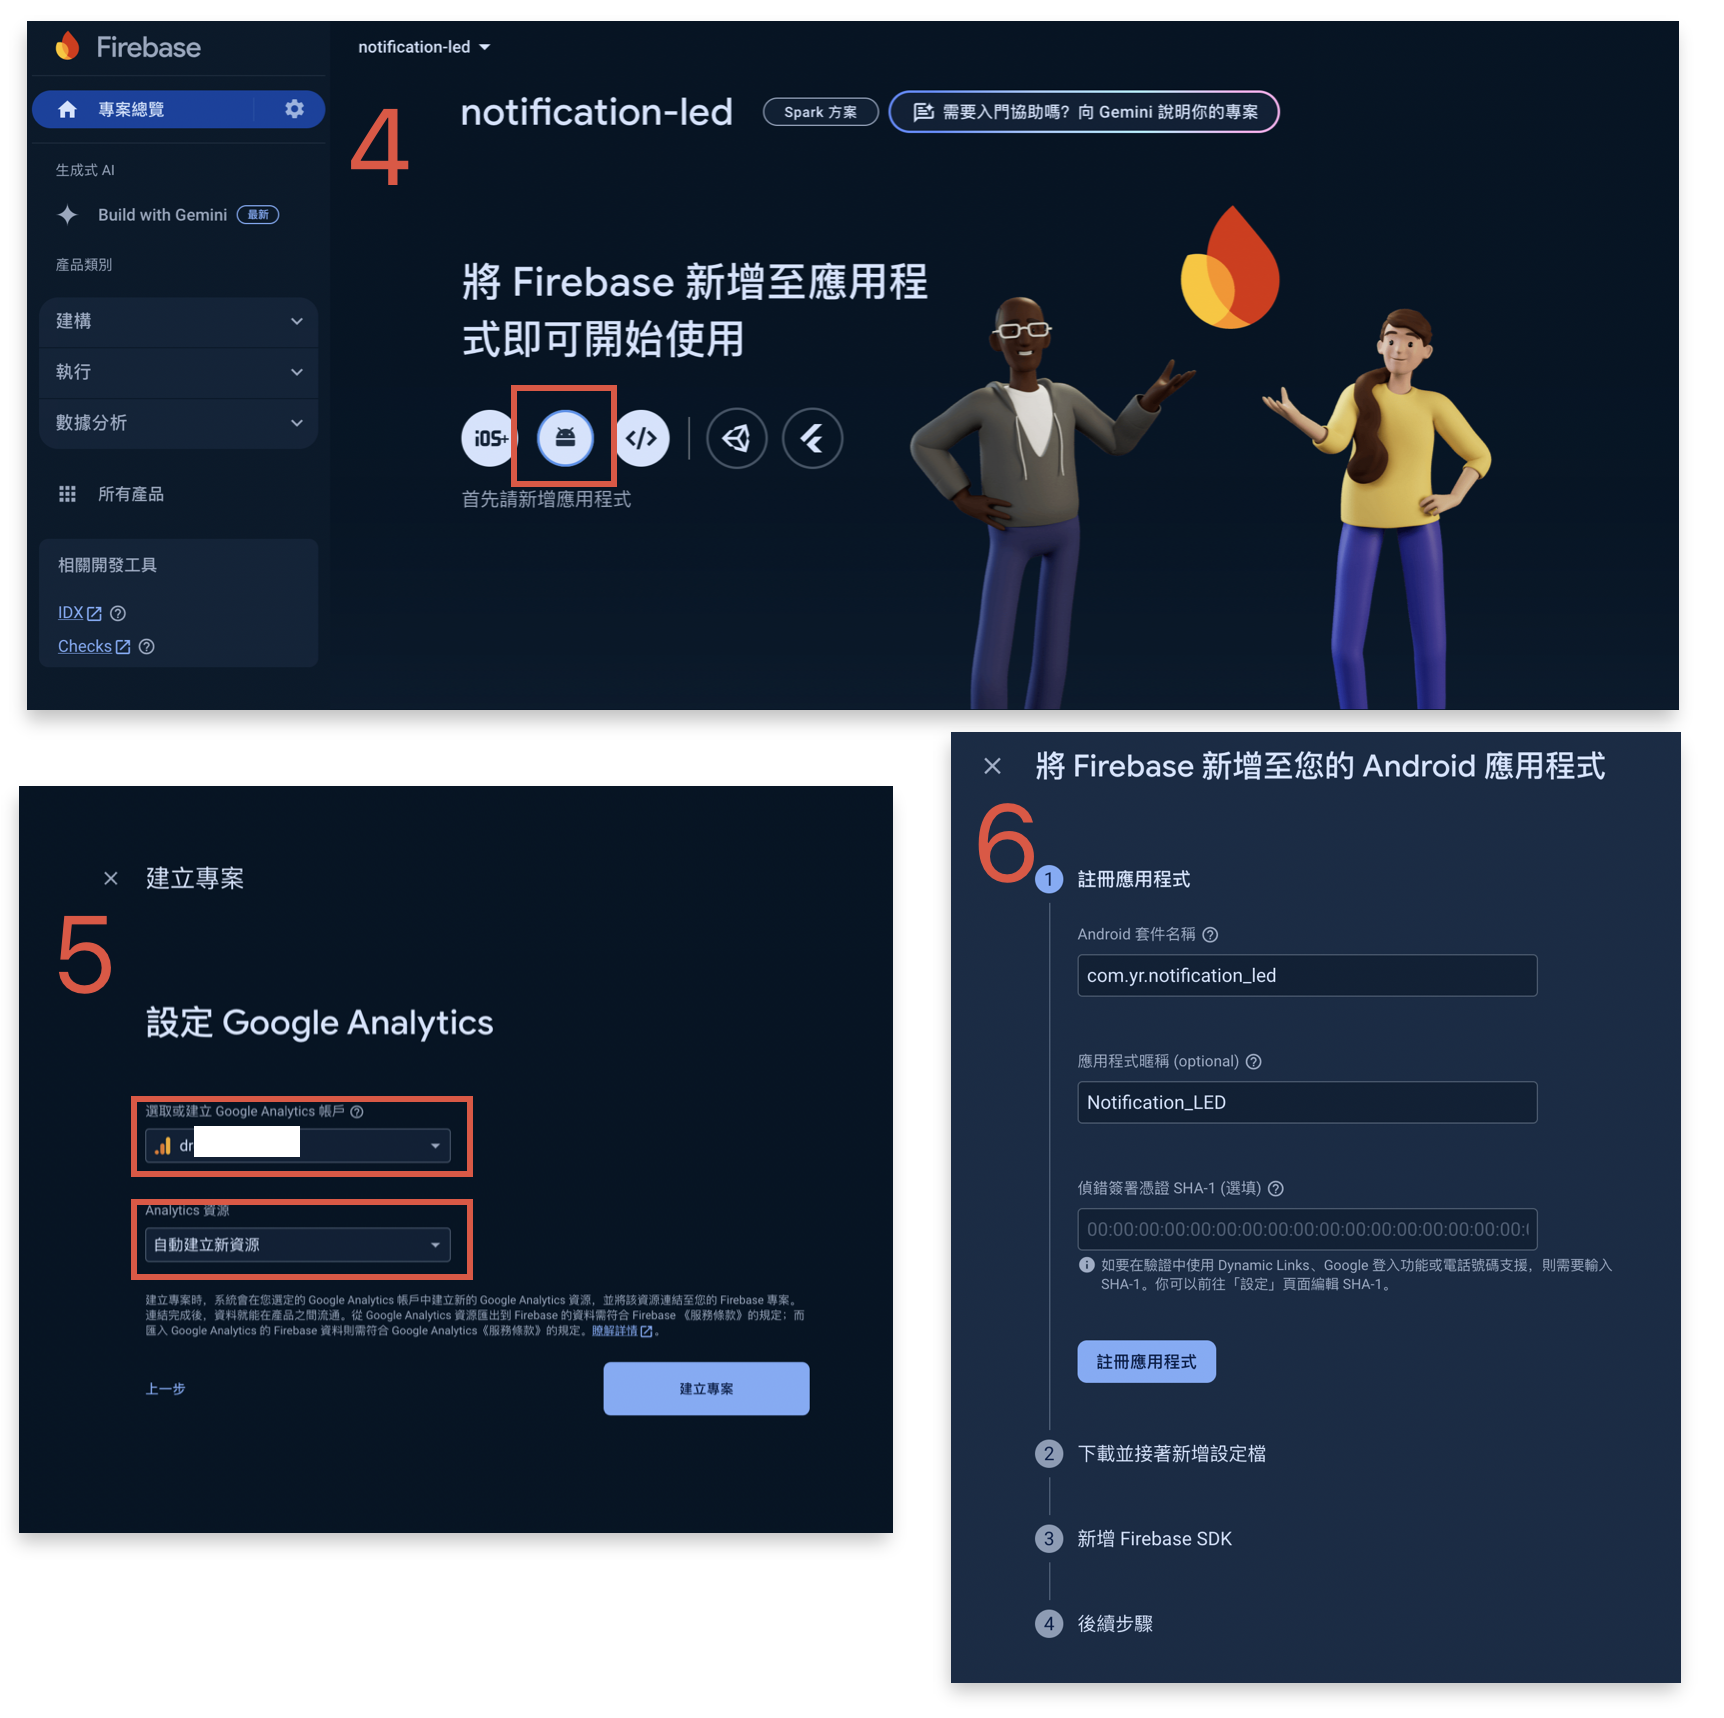 Firebase
專案總覽
生成式 AI
Build with Gemini 最新
產品類別
建構
執行
數據分析
所有產品
相關開發工具
IDX
Checks
notification-led
4
notification-led Spark 方案 需要入門協助嗎？向 Gemini 說明你的專案
將 Firebase 新增至應用程
式即可開始使用
iOS+ </>
首先請新增應用程式
建立專案
5
設定 Google Analytics
選取或建立 Google Analytics 帳戶
dr
Analytics 資源
自動建立新資源
建立專案時，系統會在您選定的 Google Analytics 帳戶中建立新的 Google Analytics 資源，並將該資源連結至您的 Firebase 專案。
連結完成後，資料就能在產品之間流通。從 Google Analytics 資源匯出到 Firebase 的資料需符合 Firebase 《服務條款》的規定；而
匯入 Google Analytics 的 Firebase 資料則需符合 Google Analytics《服務條款》的規定。瞭解詳情。
上一步
建立專案
將 Firebase 新增至您的 Android 應用程式
6
1 註冊應用程式
Android 套件名稱
com.yr.notification_led
應用程式暱稱 (optional)
Notification_LED
偵錯簽署憑證 SHA-1 (選填)
00:00:00:00:00:00:00:00:00:00:00:00:00:00:00:00:00:
如要在驗證中使用 Dynamic Links、Google 登入功能或電話號碼支援，則需要輸入
SHA-1。你可以前往「設定」頁面編輯 SHA-1。
註冊應用程式
2 下載並接著新增設定檔
3 新增 Firebase SDK
4 後續步驟